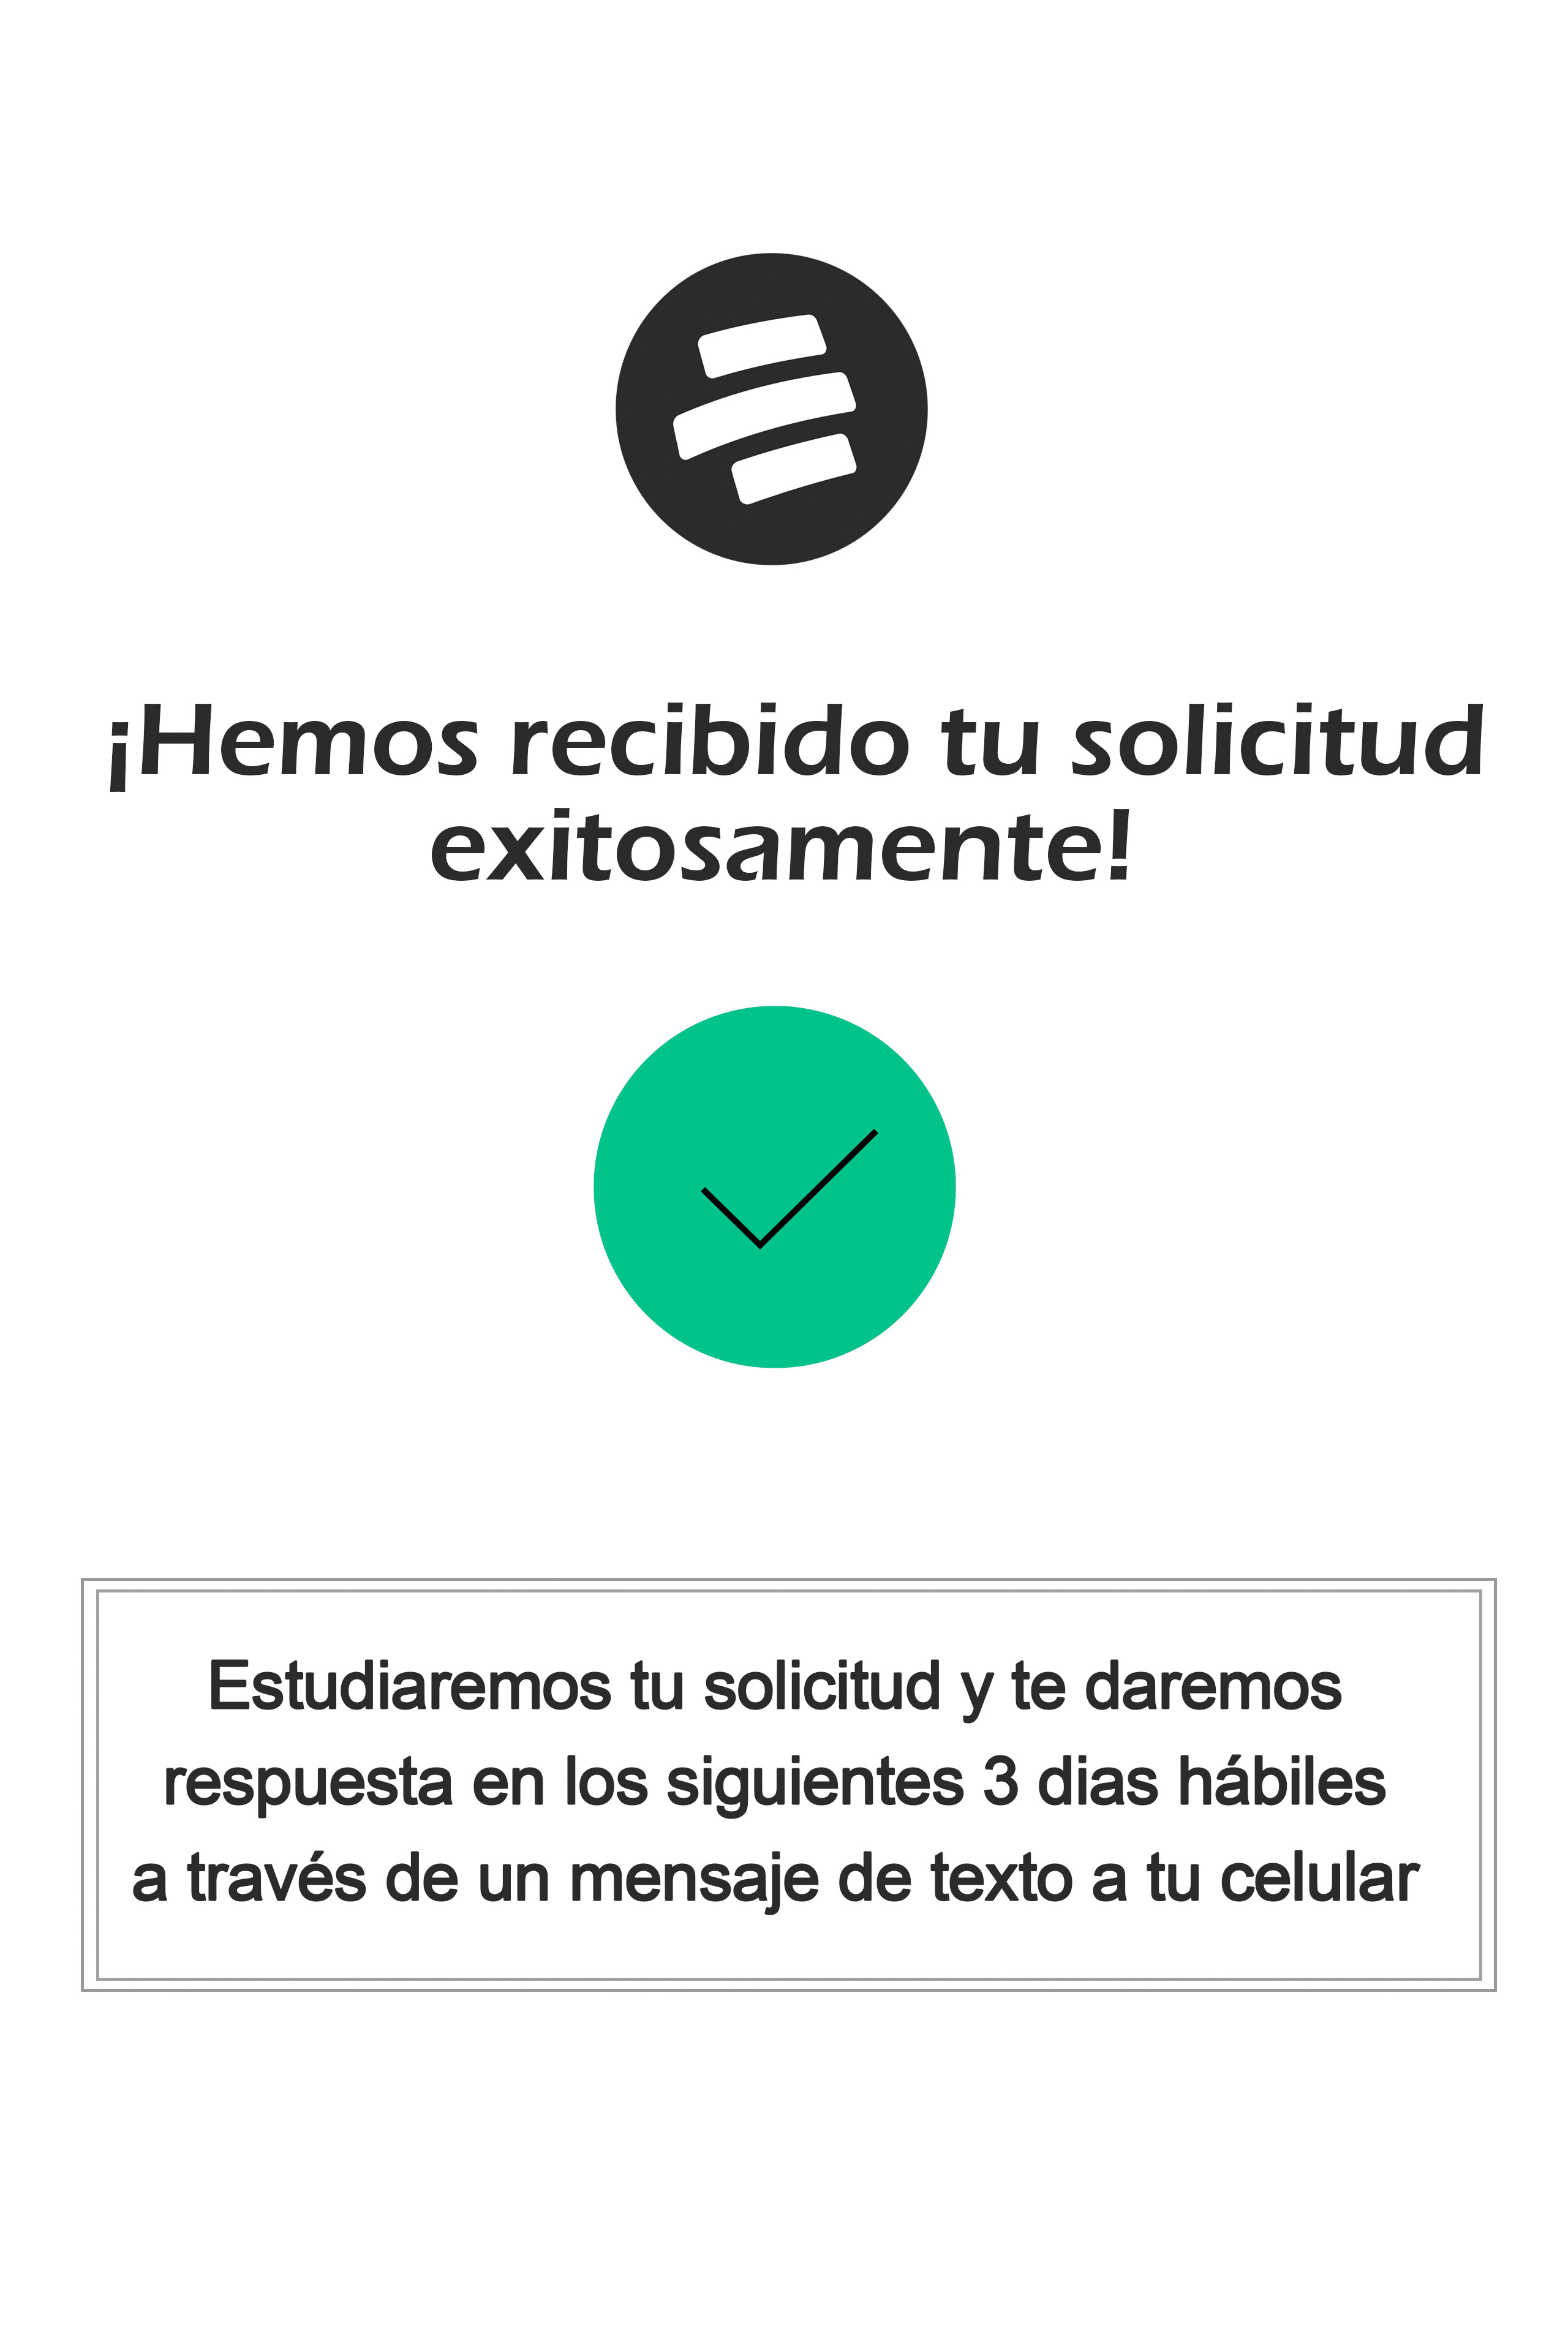 ¡Hemos recibido tu solicitud
exitosamente!
Estudiaremos tu solicitud y te daremos
respuesta en los siguientes 3 dias hábiles
a través de un mensaje de texto a tu celular